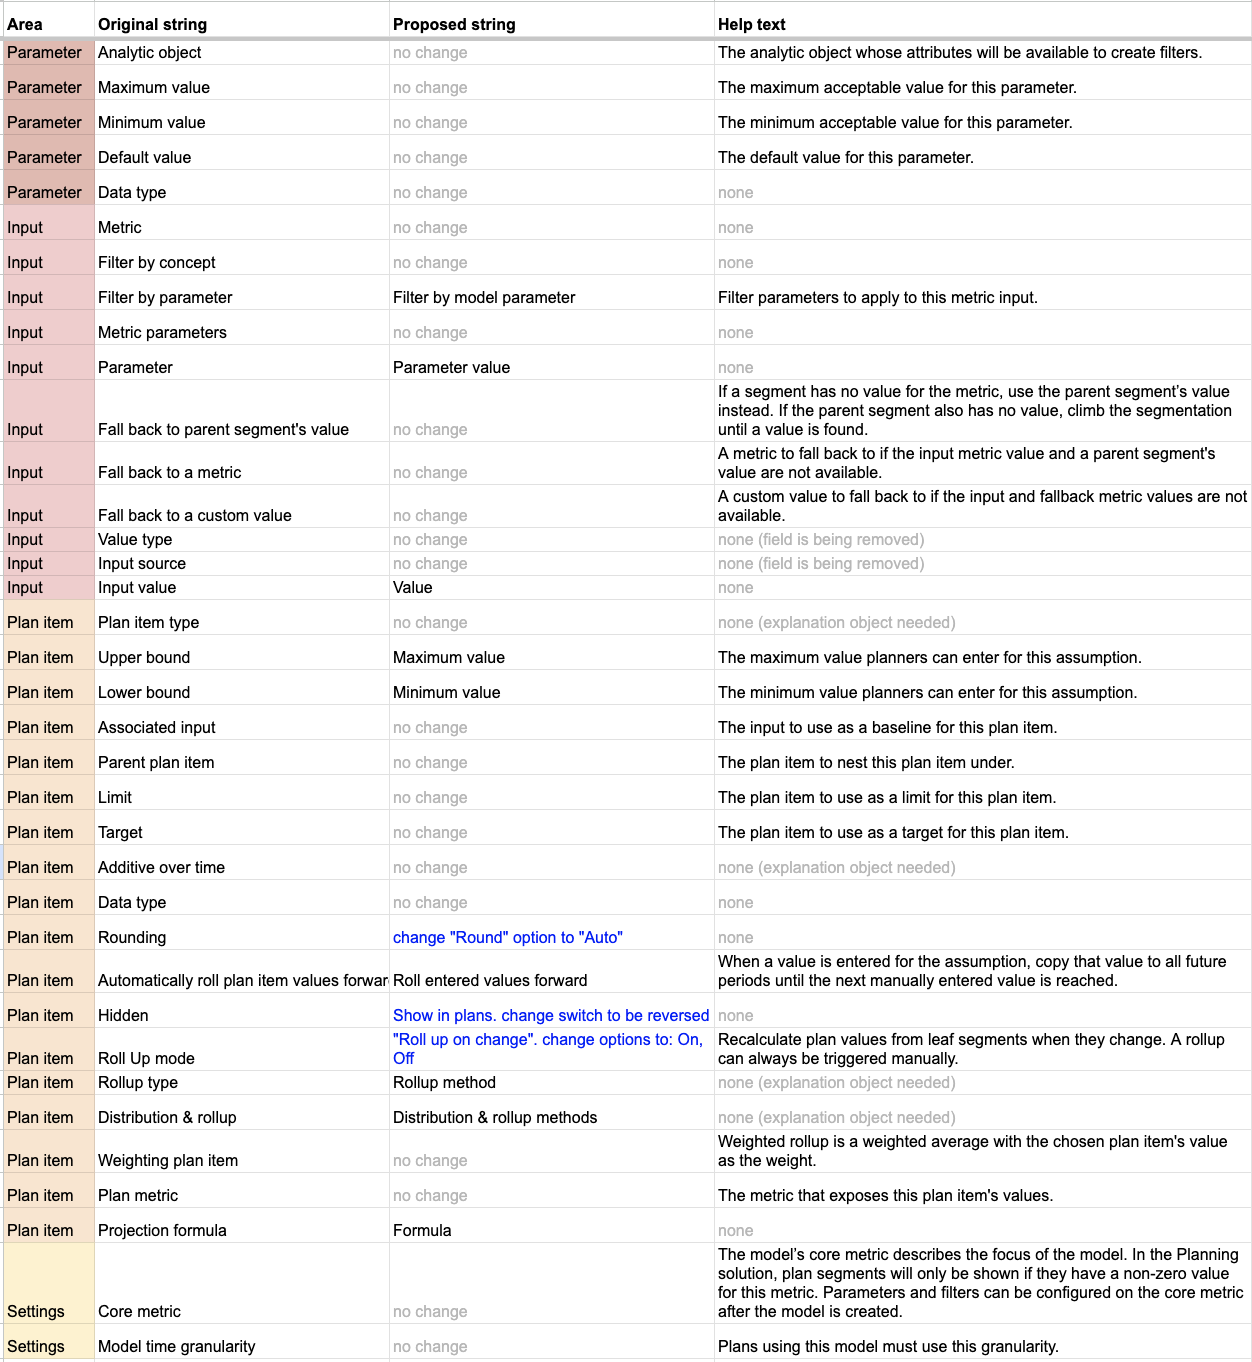 Area Original string Proposed string Help text
Parameter Analytic object no change The analytic object whose attributes will be available to create filters.
Parameter Maximum value no change The maximum acceptable value for this parameter.
Parameter Minimum value no change The minimum acceptable value for this parameter.
Parameter Default value no change The default value for this parameter.
Parameter Data type no change none
Input Metric no change none
Input Filter by concept no change none
Input Filter by parameter Filter by model parameter Filter parameters to apply to this metric input.
Input Metric parameters no change none
Input Parameter Parameter value none
If a segment has no value for the metric, use the parent segment’s value
instead. If the parent segment also has no value, climb the segmentation
Input Fall back to parent segment's value no change until a value is found.
A metric to fall back to if the input metric value and a parent segment's
Input Fall back to a metric no change value are not available.
A custom value to fall back to if the input and fallback metric values are not
Input Fall back to a custom value no change available.
Input Value type no change none (field is being removed)
Input Input source no change none (field is being removed)
Input Input value Value none
Plan item Plan item type no change none (explanation object needed)
Plan item Upper bound Maximum value The maximum value planners can enter for this assumption.
Plan item Lower bound Minimum value The minimum value planners can enter for this assumption.
Plan item Associated input no change The input to use as a baseline for this plan item.
Plan item Parent plan item no change The plan item to nest this plan item under.
Plan item Limit no change The plan item to use as a limit for this plan item.
Plan item Target no change The plan item to use as a target for this plan item.
Plan item Additive over time no change none (explanation object needed)
Plan item Data type no change none
Plan item Rounding change "Round" option to "Auto" none
When a value is entered for the assumption, copy that value to all future
Plan item Automatically roll plan item values forwar Roll entered values forward periods until the next manually entered value is reached.
Plan item Hidden Show in plans. change switch to be reversed none
"Roll up on change". change options to: On, Recalculate plan values from leaf segments when they change. A rollup
Plan item Roll Up mode Off can always be triggered manually.
Plan item Rollup type Rollup method none (explanation object needed)
Plan item Distribution & rollup Distribution & rollup methods none (explanation object needed)
Weighted rollup is a weighted average with the chosen plan item's value
Plan item Weighting plan item no change as the weight.
Plan item Plan metric no change The metric that exposes this plan item's values.
Plan item Projection formula Formula none
The model’s core metric describes the focus of the model. In the Planning
solution, plan segments will only be shown if they have a non-zero value
for this metric. Parameters and filters can be configured on the core metric
Settings Core metric no change after the model is created.
Settings Model time granularity no change Plans using this model must use this granularity.